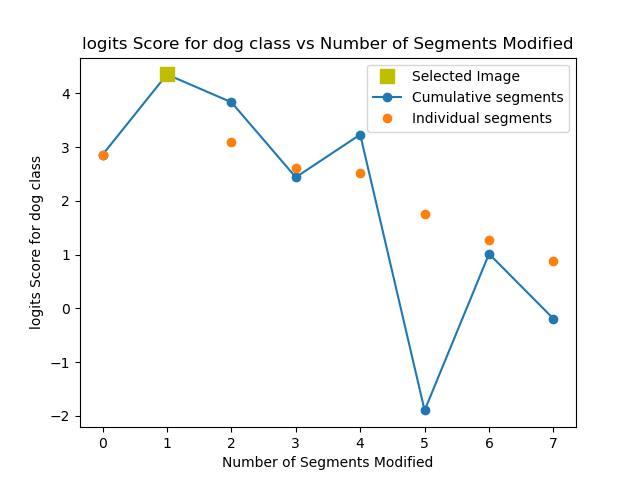 logits Score for dog class vs Number of Segments Modified
Selected Image
Cumulative segments
Individual segments
logits Score for dog class
4
3
2
1
0
−1
−2
0 1 2 3 4 5 6 7
Number of Segments Modified